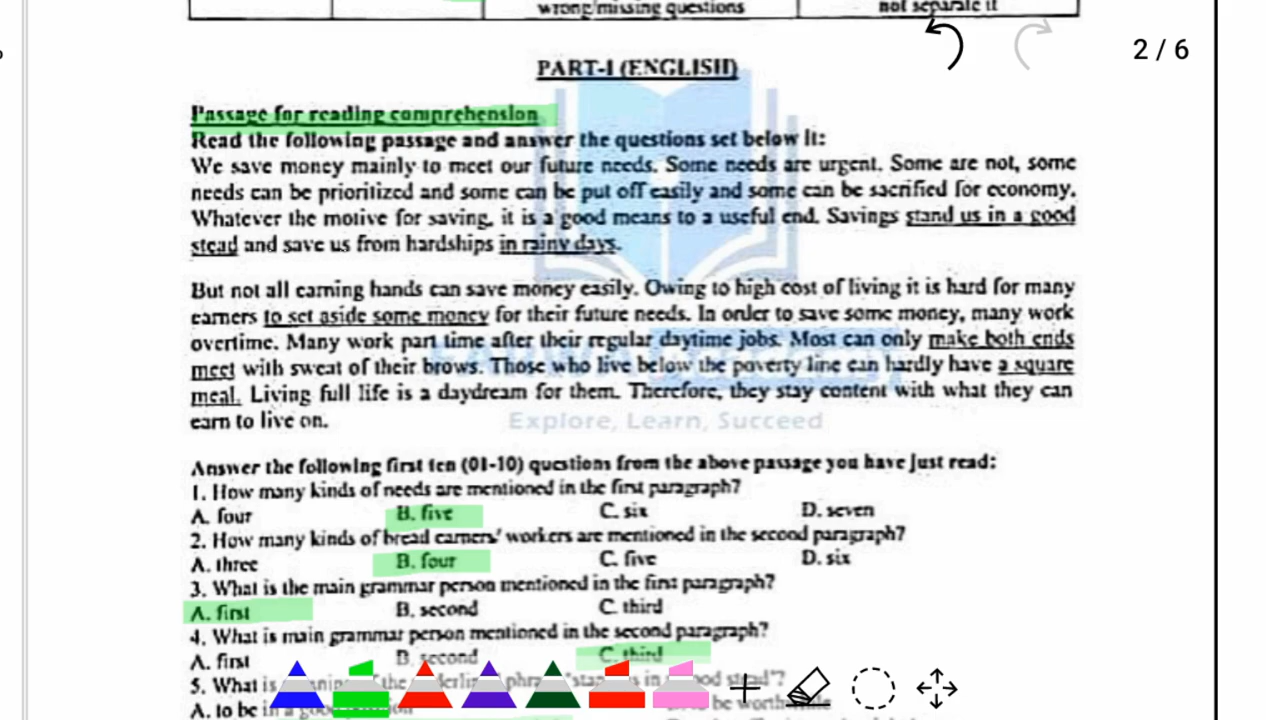 wrong/missing questions not separate it
2 / 6
PART-I (ENGLISH)
Passage for reading comprehension
Read the following passage and answer the questions set below it:
We save money mainly to meet our future needs. Some needs are urgent. Some are not, some
needs can be prioritized and some can be put off easily and some can be sacrified for economy.
Whatever the motive for saving, it is a good means to a useful end. Savings stand us in a good
stead and save us from hardships in rainy days.
But not all earning hands can save money easily. Owing to high cost of living it is hard for many
earners to set aside some money for their future needs. In order to save some money, many work
overtime. Many work part time after their regular daytime jobs. Most can only make both ends
meet with sweat of their brows. Those who live below the poverty line can hardly have a square
meal. Living full life is a daydream for them. Therefore, they stay content with what they can
earn to live on.
Explore, Learn, Succeed
Answer the following first ten (01-10) questions from the above passage you have just read:
1. How many kinds of needs are mentioned in the first paragraph?
A. four B. five C. six D. seven
2. How many kinds of bread earners' workers are mentioned in the second paragraph?
A. three B. four C. five D. six
3. What is the main grammar person mentioned in the first paragraph?
A. first B. second C. third
4. What is main grammar person mentioned in the second paragraph?
A. first B. second C. third
5. What is the phrase in stead"?
A. to be in a good be worth